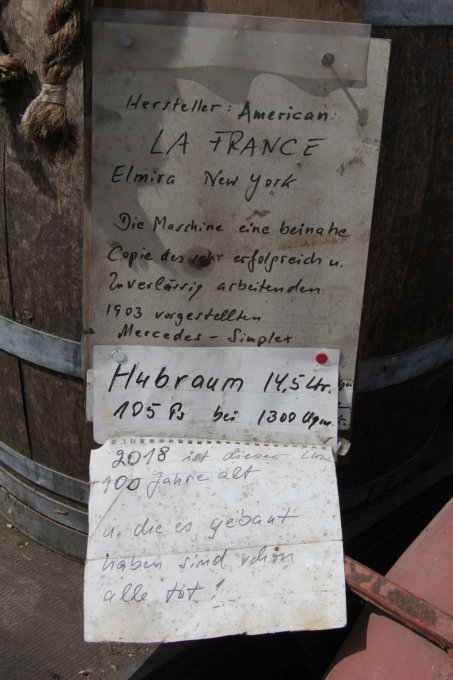 Hersteller: American
LA FRANCE
Elmira New York
Die Maschine eine beinahe
Copie des sehr erfolgreich u.
Zuverlässig arbeitenden
1903 vorgestellten
Mercedes - Simplex
Hubraum 14,5 Ltr.
105 Ps bei 1300 Upm
2018 ist dieser
100 Jahre alt
u die es gebaut
haben sind schon
alle tot!